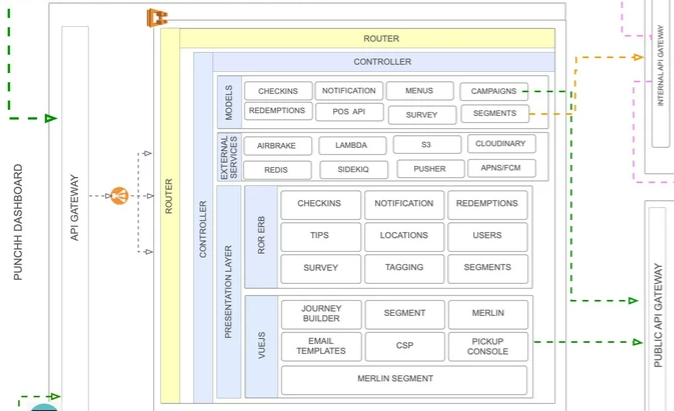 PUNCHH DASHBOARD
API GATEWAY
ROUTER
ROUTER
CONTROLLER
CONTROLLER
MODELS
CHECKINS
NOTIFICATION
MENUS
CAMPAIGNS
REDEMPTIONS
POS API
SURVEY
SEGMENTS
EXTERNAL
SERVICES
AIRBRAKE
LAMBDA
S3
CLOUDINARY
REDIS
SIDEKIQ
PUSHER
APNS/FCM
PRESENTATION LAYER
ROR ERB
CHECKINS
NOTIFICATION
REDEMPTIONS
TIPS
LOCATIONS
USERS
SURVEY
TAGGING
SEGMENTS
VUEJS
JOURNEY
BUILDER
SEGMENT
MERLIN
EMAIL
TEMPLATES
CSP
PICKUP
CONSOLE
MERLIN SEGMENT
INTERNAL API GATEWAY
PUBLIC API GATEWAY